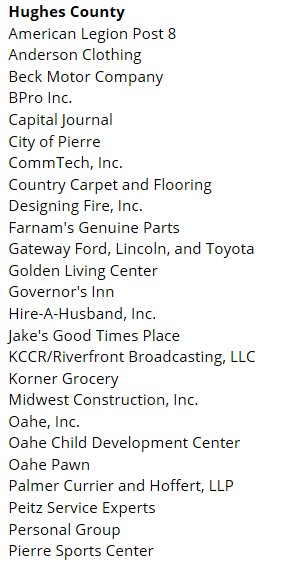 Hughes County
American Legion Post 8
Anderson Clothing
Beck Motor Company
BPro Inc.
Capital Journal
City of Pierre
CommTech, Inc.
Country Carpet and Flooring
Designing Fire, Inc.
Farnam's Genuine Parts
Gateway Ford, Lincoln, and Toyota
Golden Living Center
Governor's Inn
Hire-A-Husband, Inc.
Jake's Good Times Place
KCCR/Riverfront Broadcasting, LLC
Korner Grocery
Midwest Construction, Inc.
Oahe, Inc.
Oahe Child Development Center
Oahe Pawn
Palmer Currier and Hoffert, LLP
Peitz Service Experts
Personal Group
Pierre Sports Center